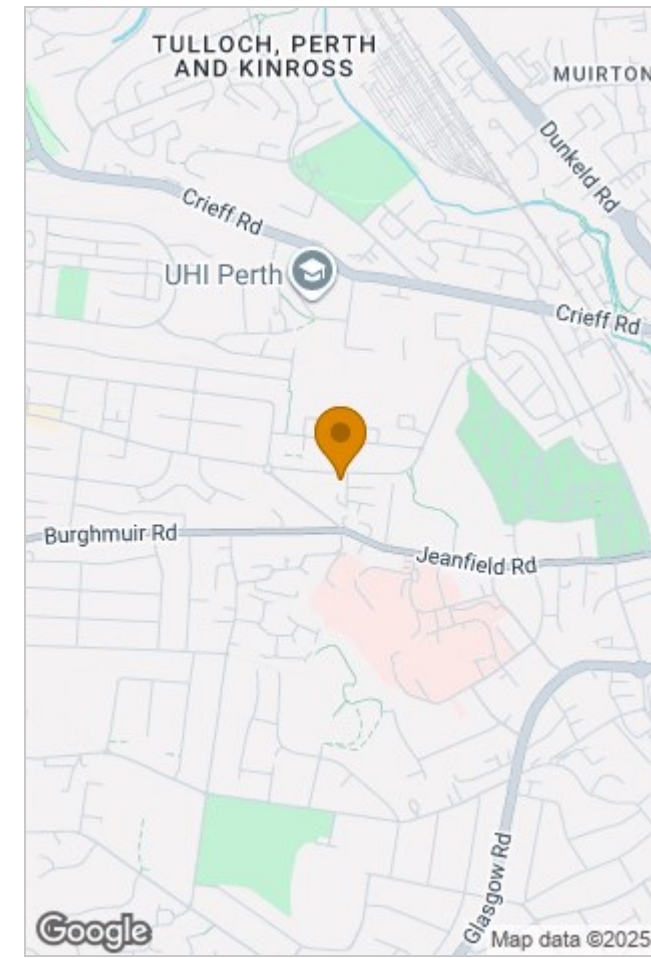 TULLOCH, PERTH
AND KINROSS
MUIRTON
Dunkeld Rd
Crieff Rd
UHI Perth
Crieff Rd
Burghmuir Rd
Jeanfield Rd
Glasgow Rd
Google
Map data ©2025